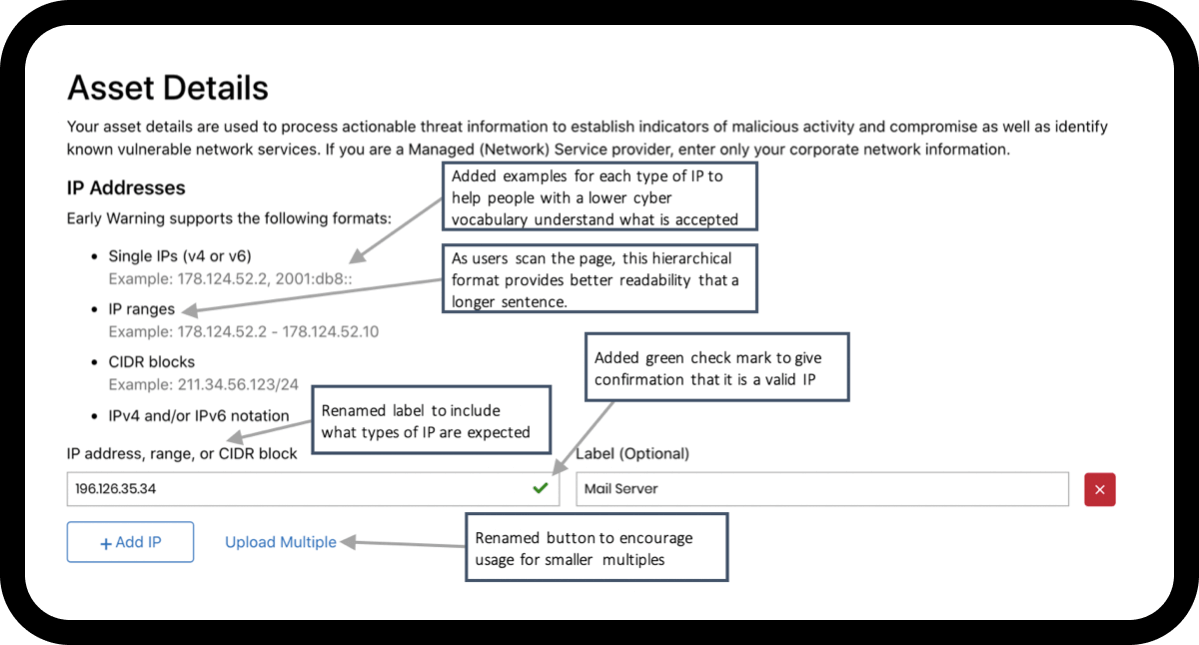 Asset Details
Your asset details are used to process actionable threat information to establish indicators of malicious activity and compromise as well as identify
known vulnerable network services. If you are a Managed (Network) Service provider, enter only your corporate network information.
IP Addresses
Early Warning supports the following formats:
Added examples for each type of IP to
help people with a lower cyber
vocabulary understand what is accepted
• Single IPs (v4 or v6)
Example: 178.124.52.2, 2001:db8::
As users scan the page, this hierarchical
format provides better readability that a
longer sentence.
• IP ranges
Example: 178.124.52.2 - 178.124.52.10
• CIDR blocks
Example: 211.34.56.123/24
Added green check mark to give
confirmation that it is a valid IP
• IPv4 and/or IPv6 notation
Renamed label to include
what types of IP are expected
IP address, range, or CIDR block
Label (Optional)
196.126.35.34
Mail Server
+ Add IP
Upload Multiple
Renamed button to encourage
usage for smaller multiples